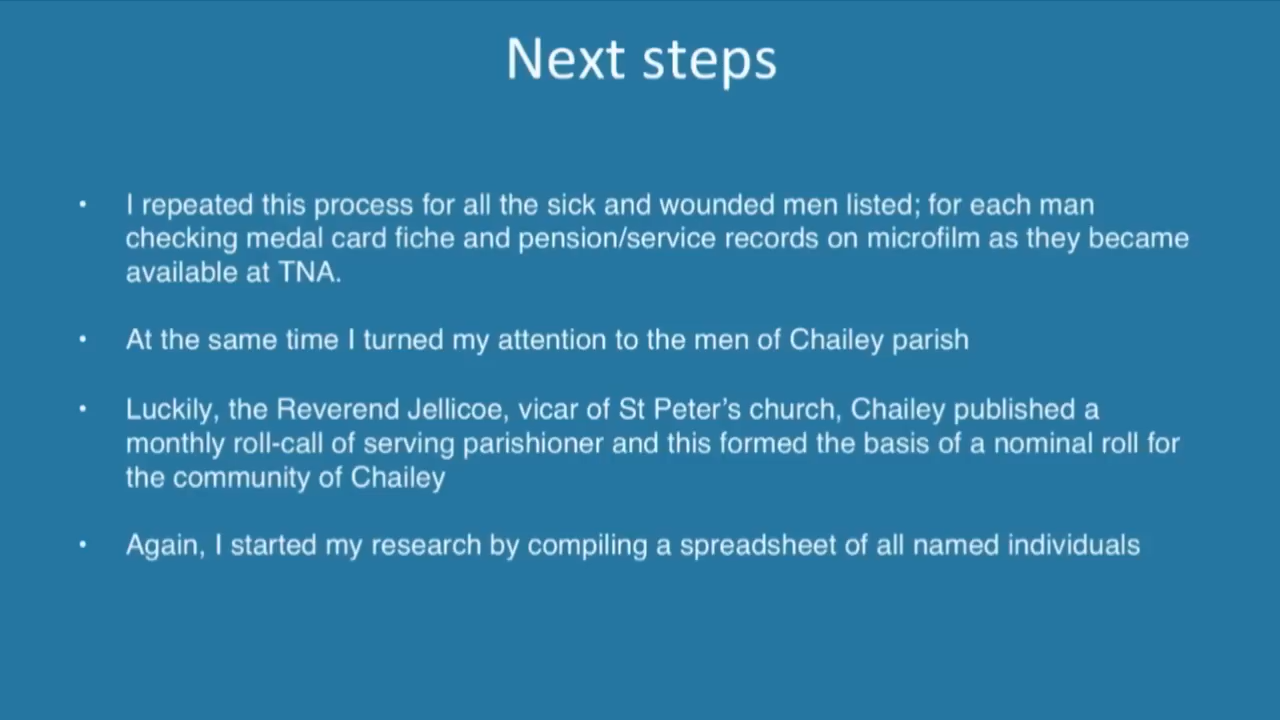 Next steps
• I repeated this process for all the sick and wounded men listed; for each man
checking medal card fiche and pension/service records on microfilm as they became
available at TNA.
• At the same time I turned my attention to the men of Chailey parish
• Luckily, the Reverend Jellicoe, vicar of St Peter’s church, Chailey published a
monthly roll-call of serving parishioner and this formed the basis of a nominal roll for
the community of Chailey
• Again, I started my research by compiling a spreadsheet of all named individuals